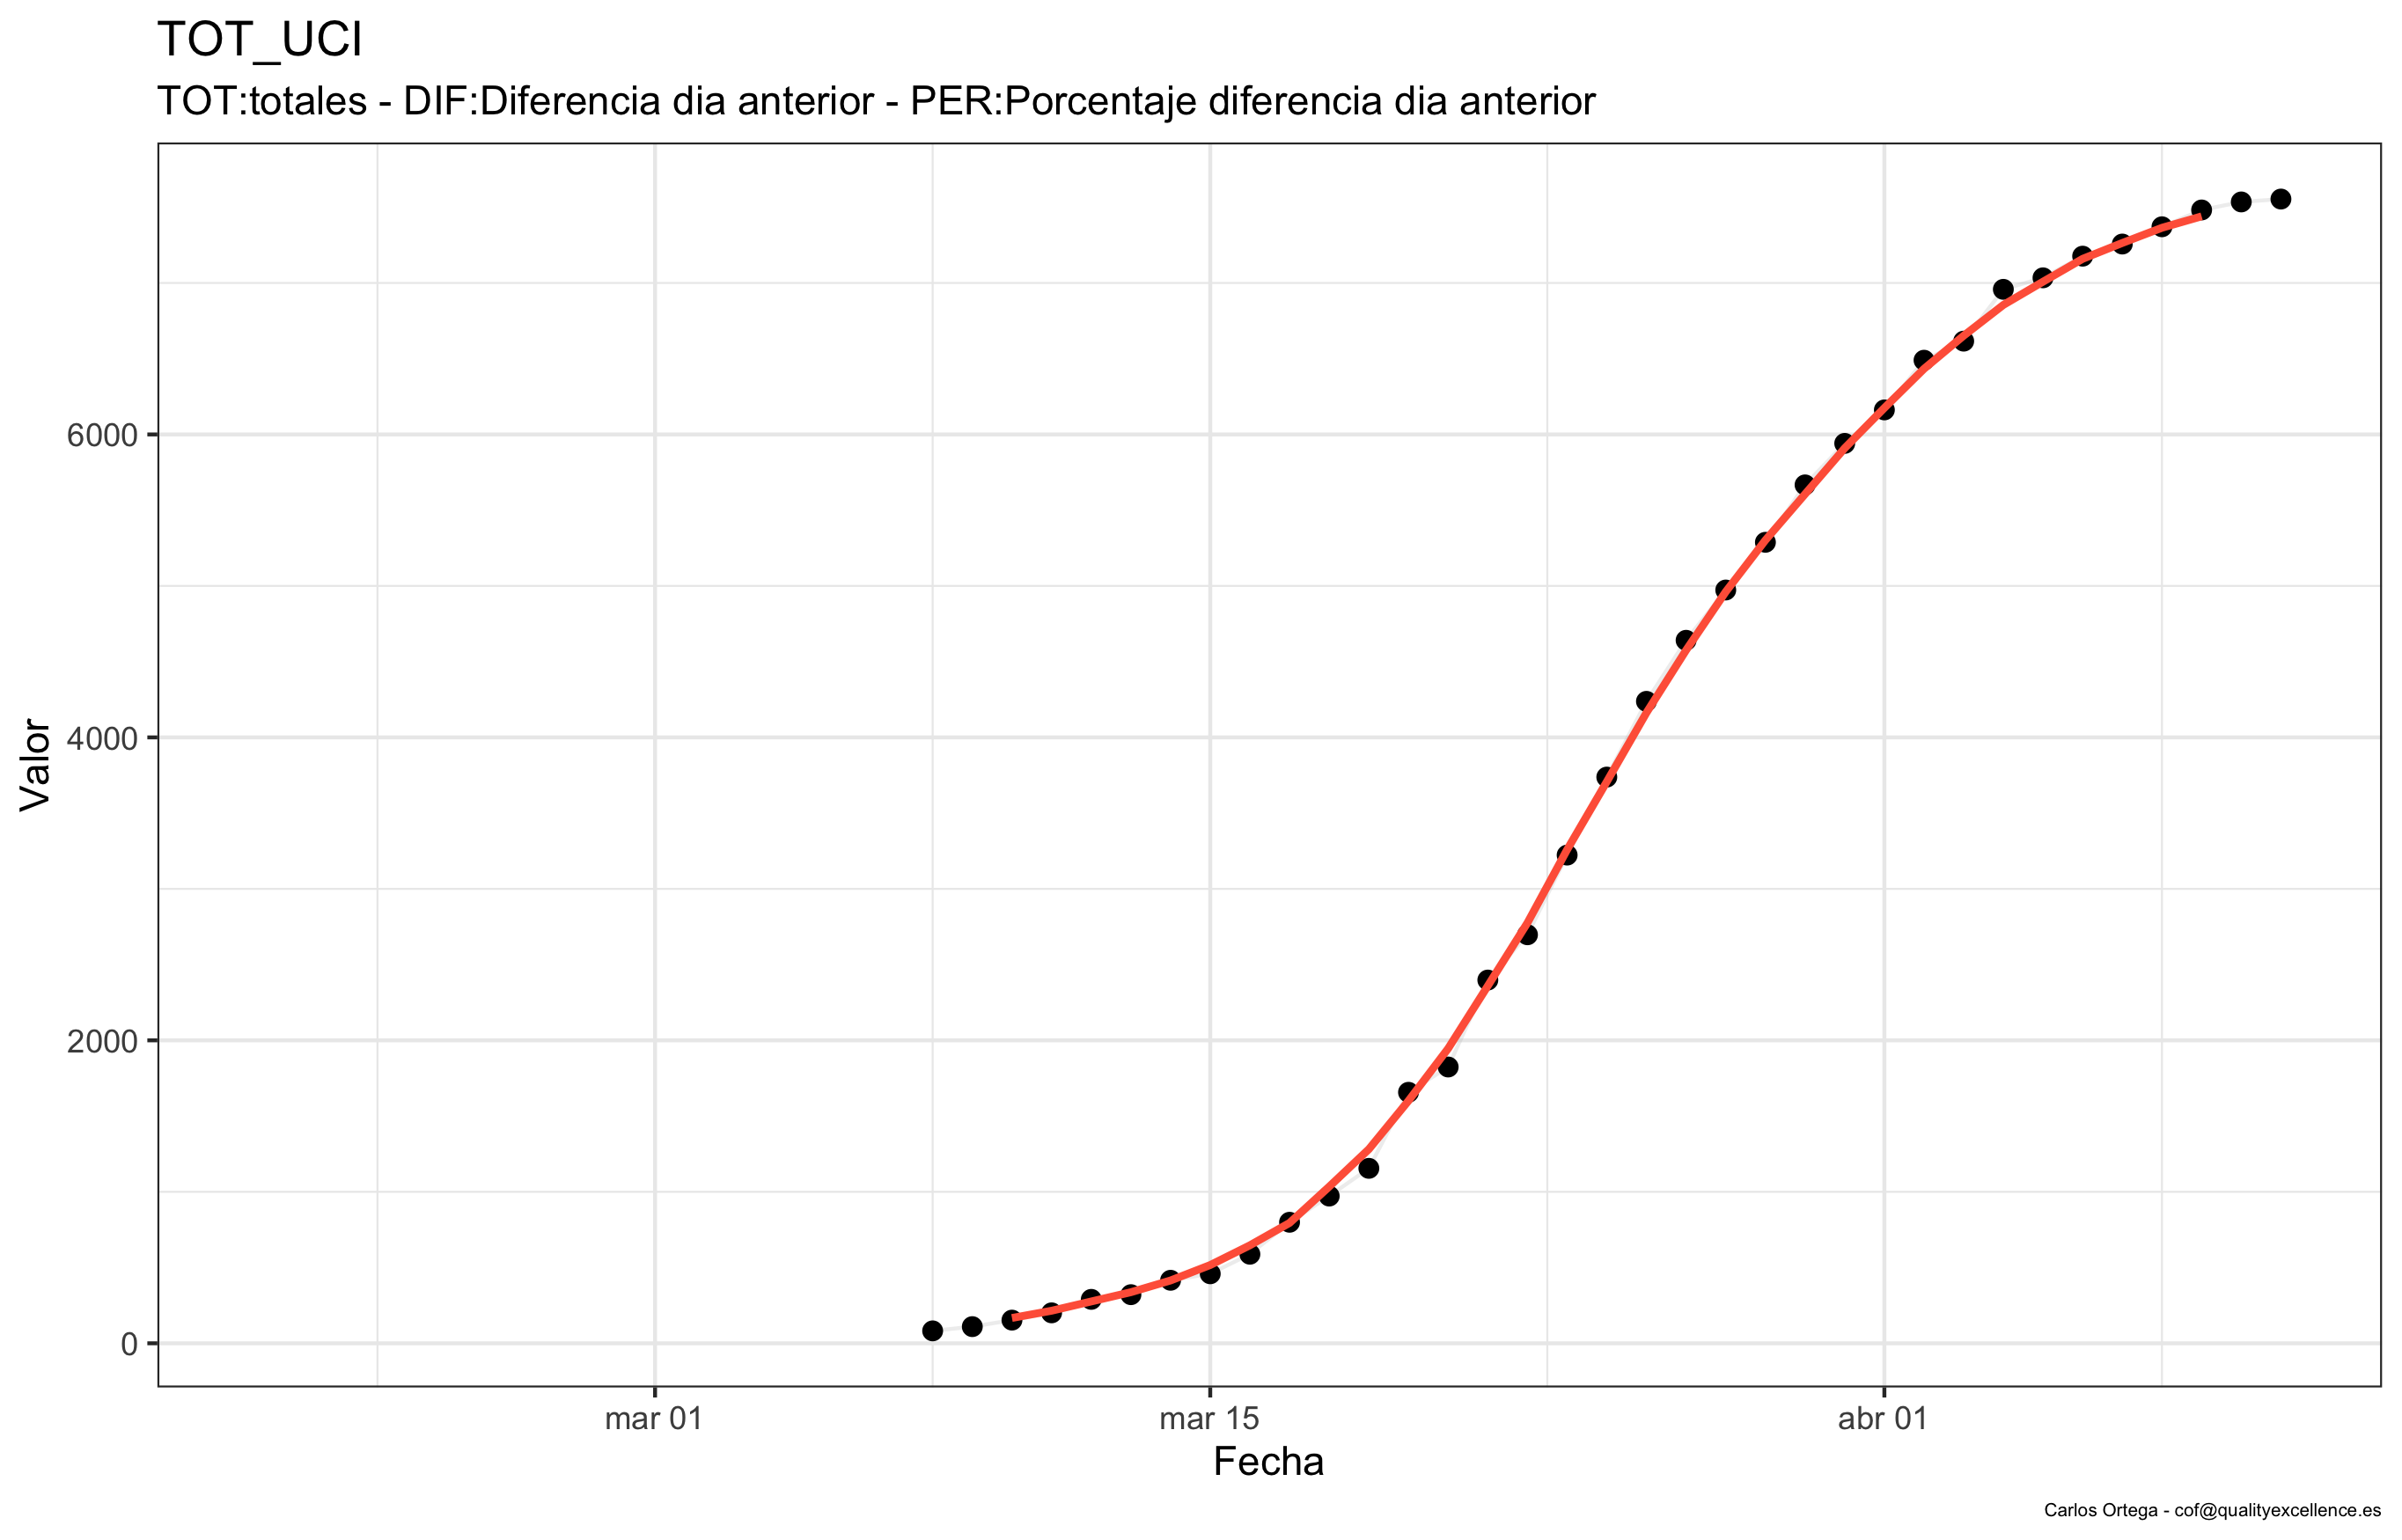 TOT_UCI
TOT:totales - DIF:Diferencia dia anterior - PER:Porcentaje diferencia dia anterior
Valor
6000
4000
2000
0
mar 01
mar 15
abr 01
Fecha
Carlos Ortega - cof@qualityexcellence.es